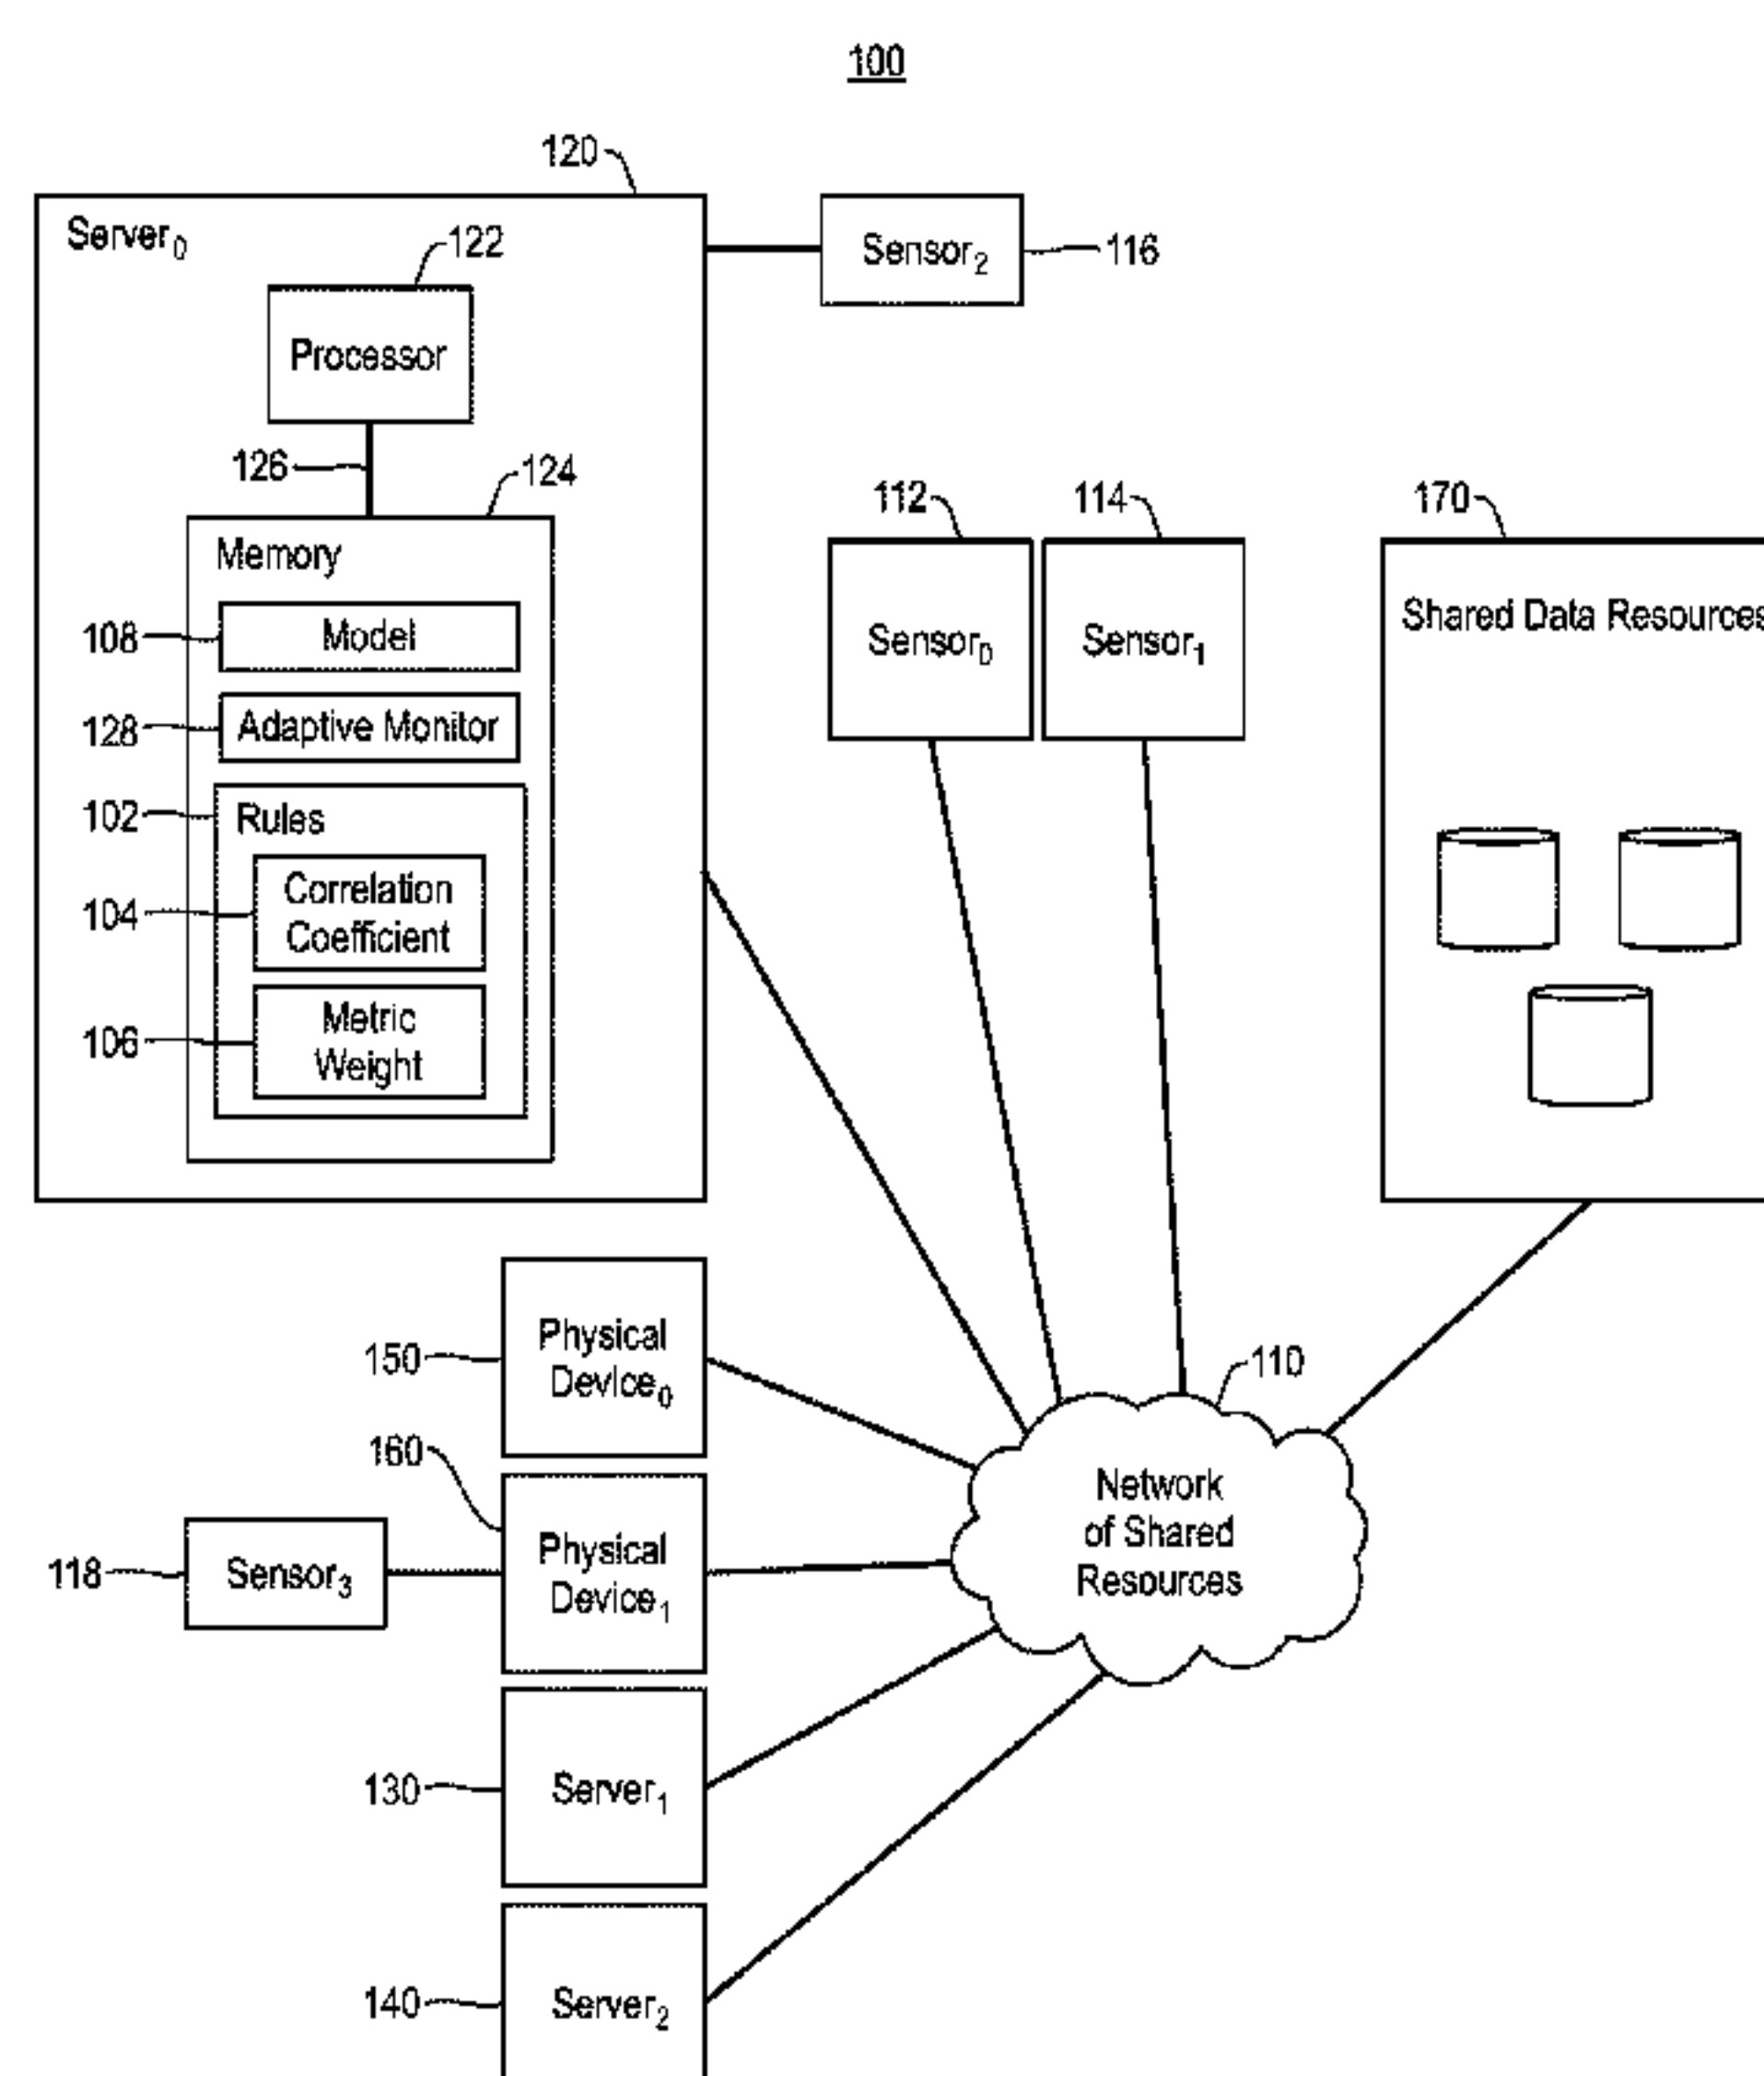 100
120
Server₀
122
Sensor₂
116
Processor
126
124
112
114
170
Memory
108
Model
Sensor₀
Sensor₁
Shared Data Resources
128
Adaptive Monitor
102
Rules
104
Correlation
Coefficient
106
Metric
Weight
150
Physical
Device₀
110
160
Network
of Shared
Resources
118
Sensor₃
Physical
Device₁
130
Server₁
140
Server₂